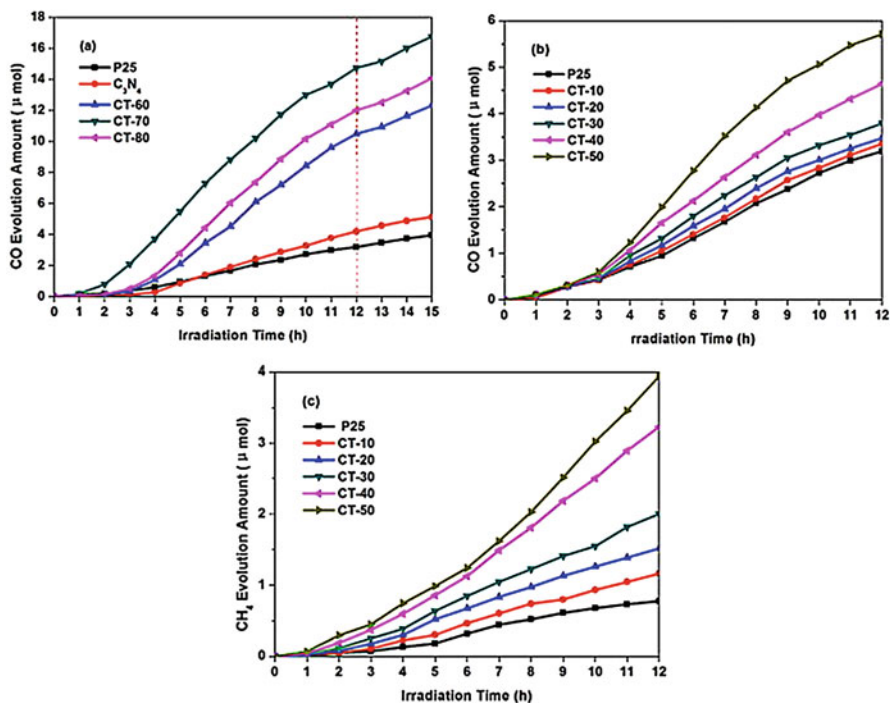 (a)
P25
C₃N₄
CT-60
CT-70
CT-80
CO Evolution Amount ( μ mol)
18
16
14
12
10
8
6
4
2
0
0 1 2 3 4 5 6 7 8 9 10 11 12 13 14 15
Irradiation Time (h)
(b)
P25
CT-10
CT-20
CT-30
CT-40
CT-50
CO Evolution Amount ( μ mol)
6
5
4
3
2
1
0
0 1 2 3 4 5 6 7 8 9 10 11 12
rradiation Time (h)
(c)
P25
CT-10
CT-20
CT-30
CT-40
CT-50
CH₄ Evolution Amount ( μ mol)
4
3
2
1
0
0 1 2 3 4 5 6 7 8 9 10 11 12
Irradiation Time (h)